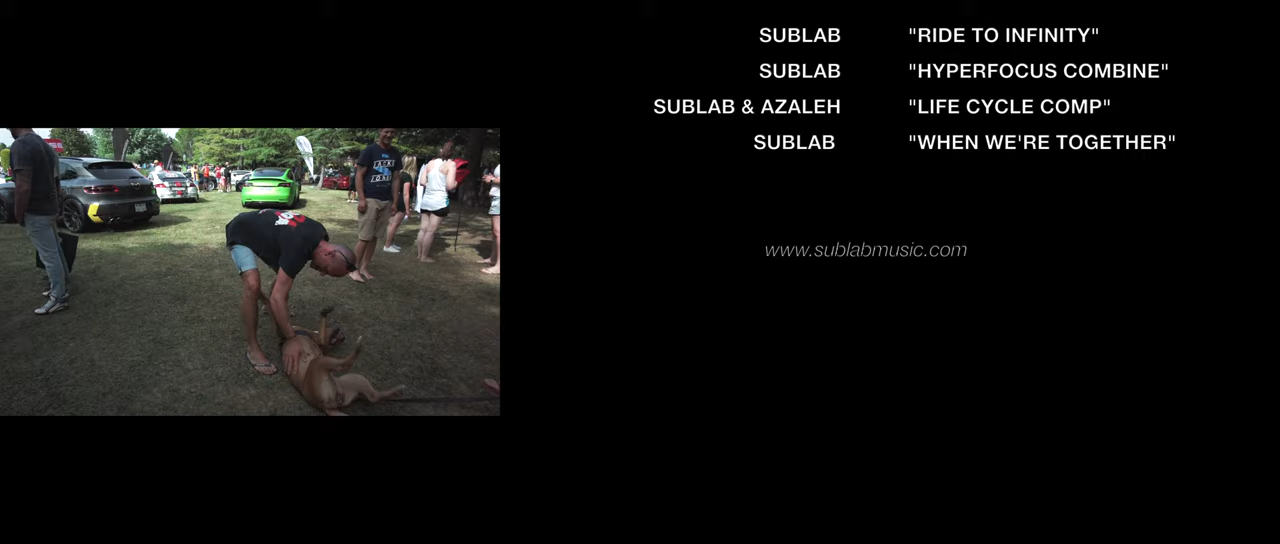 SUBLAB "RIDE TO INFINITY"
SUBLAB "HYPERFOCUS COMBINE"
SUBLAB & AZALEH "LIFE CYCLE COMP"
SUBLAB "WHEN WE'RE TOGETHER"
www.sublabmusic.com